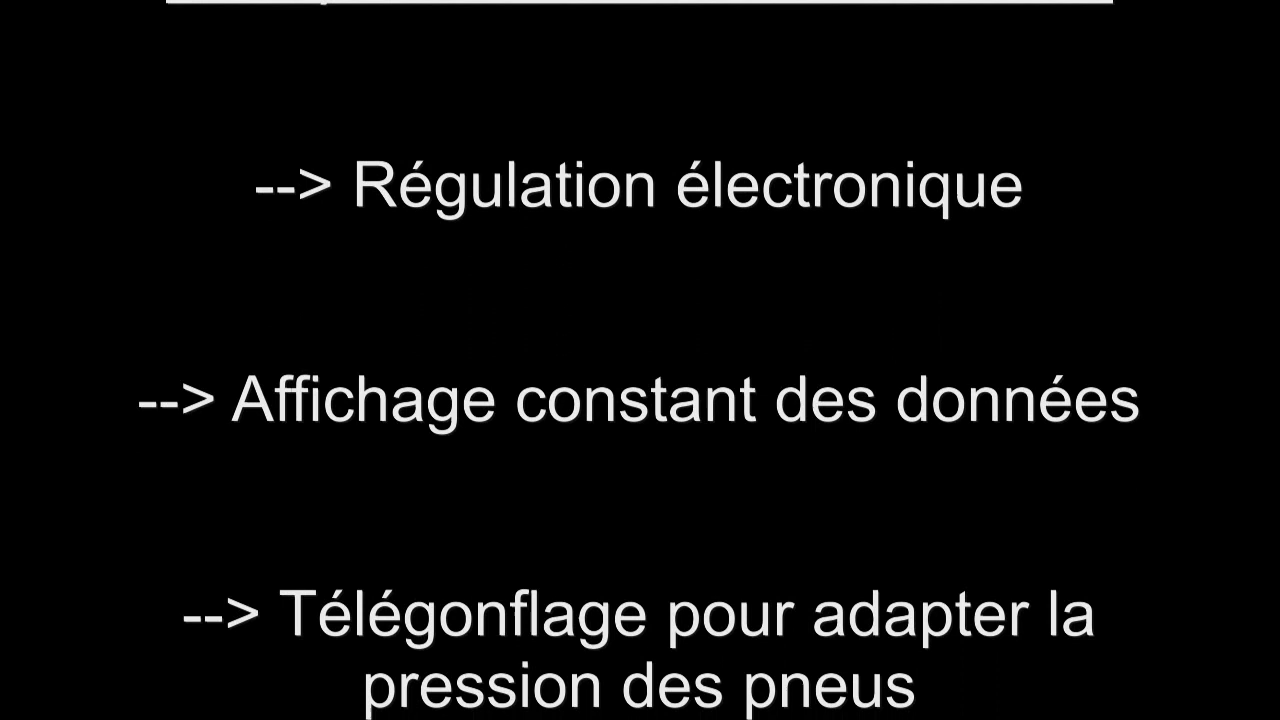 --> Régulation électronique
--> Affichage constant des données
--> Télégonflage pour adapter la
pression des pneus